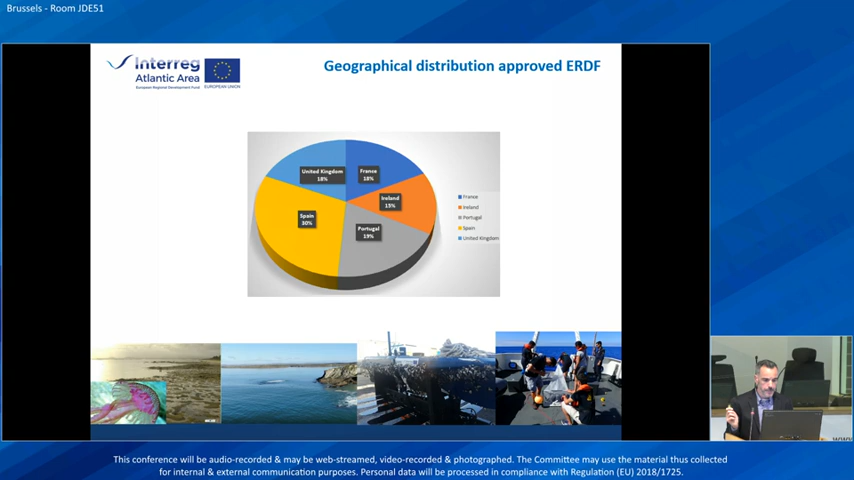 Brussels - Room JDE51
Interreg
Atlantic Area
European Regional Development Fund
EUROPEAN UNION
Geographical distribution approved ERDF
United Kingdom
18%
France
18%
Ireland
15%
Spain
30%
Portugal
19%
France
Ireland
Portugal
Spain
United Kingdom
This conference will be audio-recorded & may be web-streamed, video-recorded & photographed. The Committee may use the material thus collected
for internal & external communication purposes. Personal data will be processed in compliance with Regulation (EU) 2018/1725.